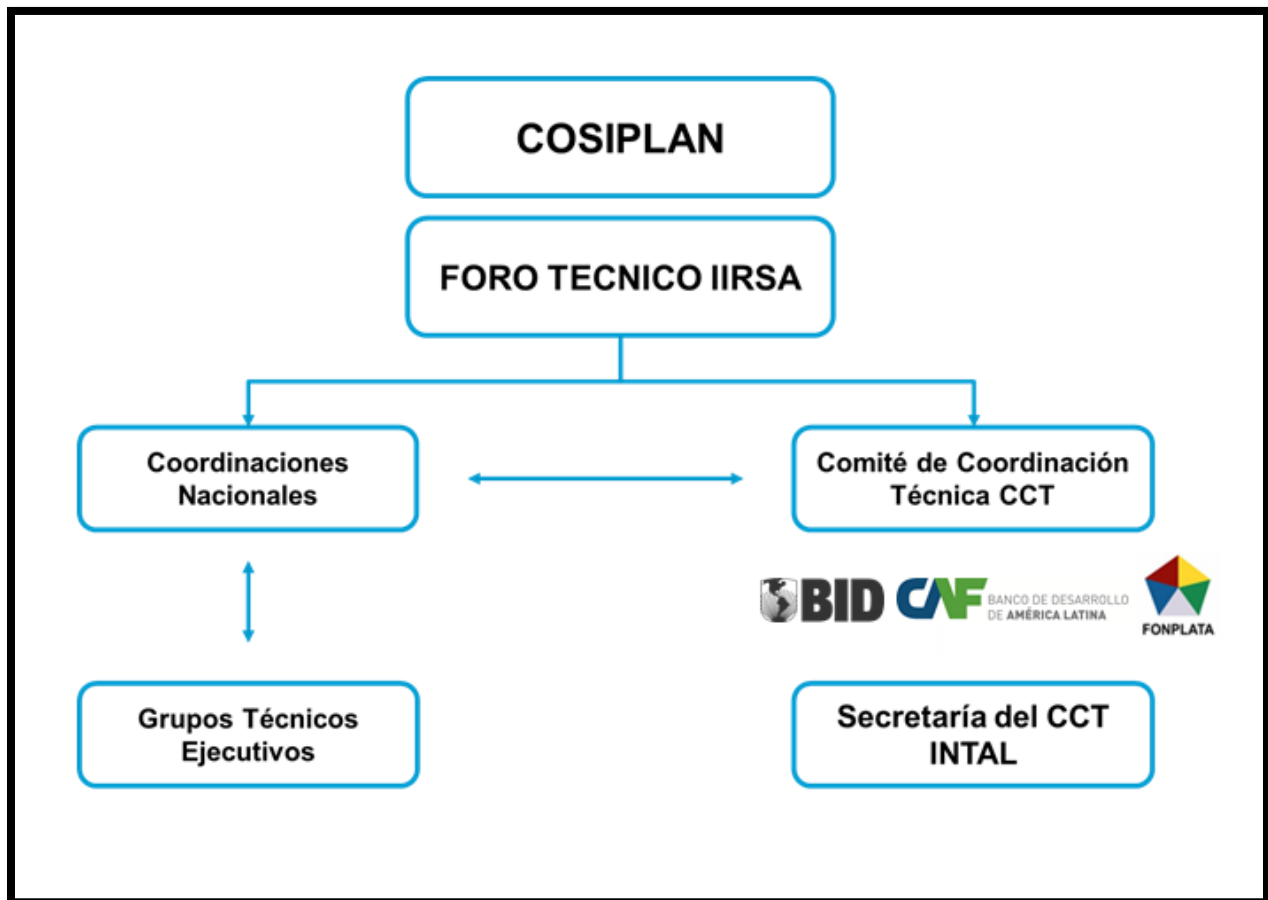 COSIPLAN
FORO TECNICO IIRSA
Coordinaciones
Nacionales
Comité de Coordinación
Técnica CCT
BID
CAF
BANCO DE DESARROLLO
DE AMÉRICA LATINA
FONPLATA
Grupos Técnicos
Ejecutivos
Secretaría del CCT
INTAL